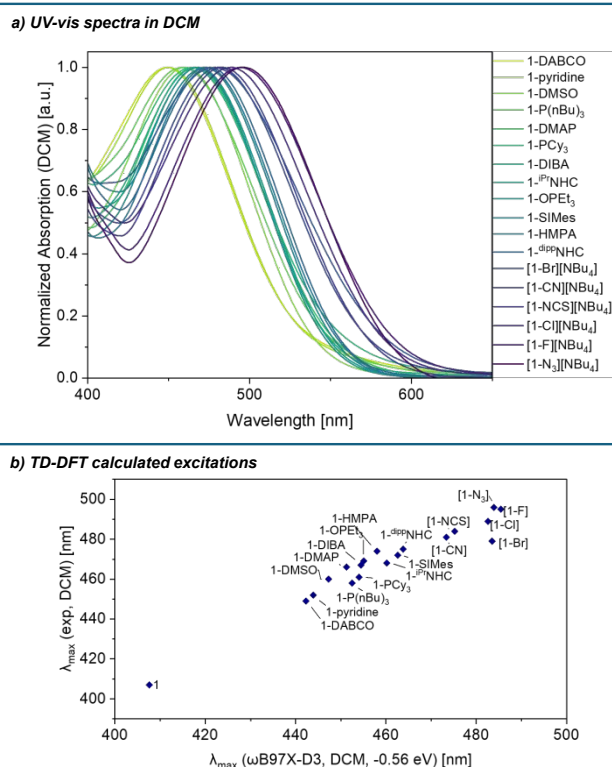 a) UV-vis spectra in DCM
Normalized Absorption (DCM) [a.u.]
1.0
0.8
0.6
0.4
0.2
0.0
400
500
600
Wavelength [nm]
1-DABCO
1-pyridine
1-DMSO
1-P(nBu)₃
1-DMAP
1-PCy₃
1-DIBA
1-ⁱᴾʳNHC
1-OPEt₃
1-SIMes
1-HMPA
1-ᵈⁱᵖᵖNHC
[1-Br][NBu₄]
[1-CN][NBu₄]
[1-NCS][NBu₄]
[1-Cl][NBu₄]
[1-F][NBu₄]
[1-N₃][NBu₄]
b) TD-DFT calculated excitations
λmax (exp, DCM) [nm]
500
490
480
470
460
450
440
430
420
410
400
[1-N₃]
[1-F]
[1-Cl]
[1-NCS]
[1-Br]
[1-CN]
1-HMPA
1-OPEt₃
1-ᵈⁱᵖᵖNHC
1-DIBA
1-DMAP
1-SIMes
1-DMSO
1-ⁱᴾʳNHC
1-PCy₃
1-P(nBu)₃
1-pyridine
1-DABCO
1
400
420
440
460
480
500
λmax (ωB97X-D3, DCM, -0.56 eV) [nm]